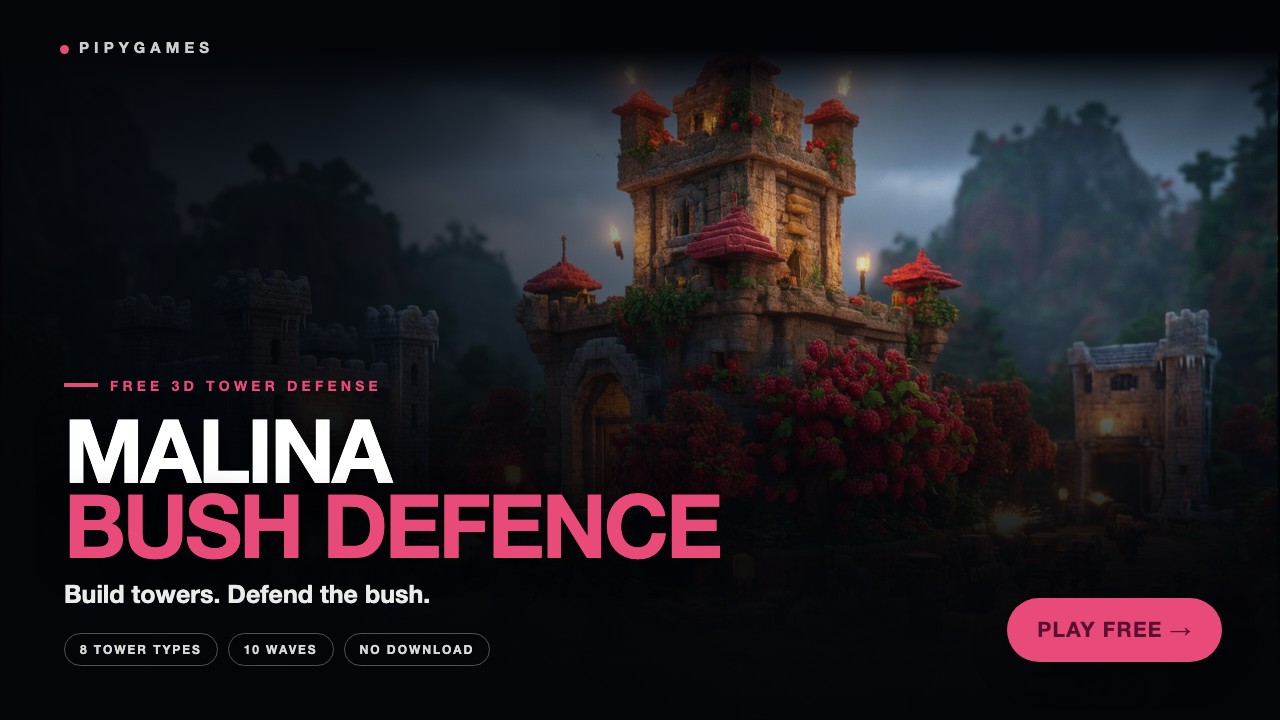 PIPYGAMES
FREE 3D TOWER DEFENSE
MALINA
BUSH DEFENCE
Build towers. Defend the bush.
8 TOWER TYPES
10 WAVES
NO DOWNLOAD
PLAY FREE →